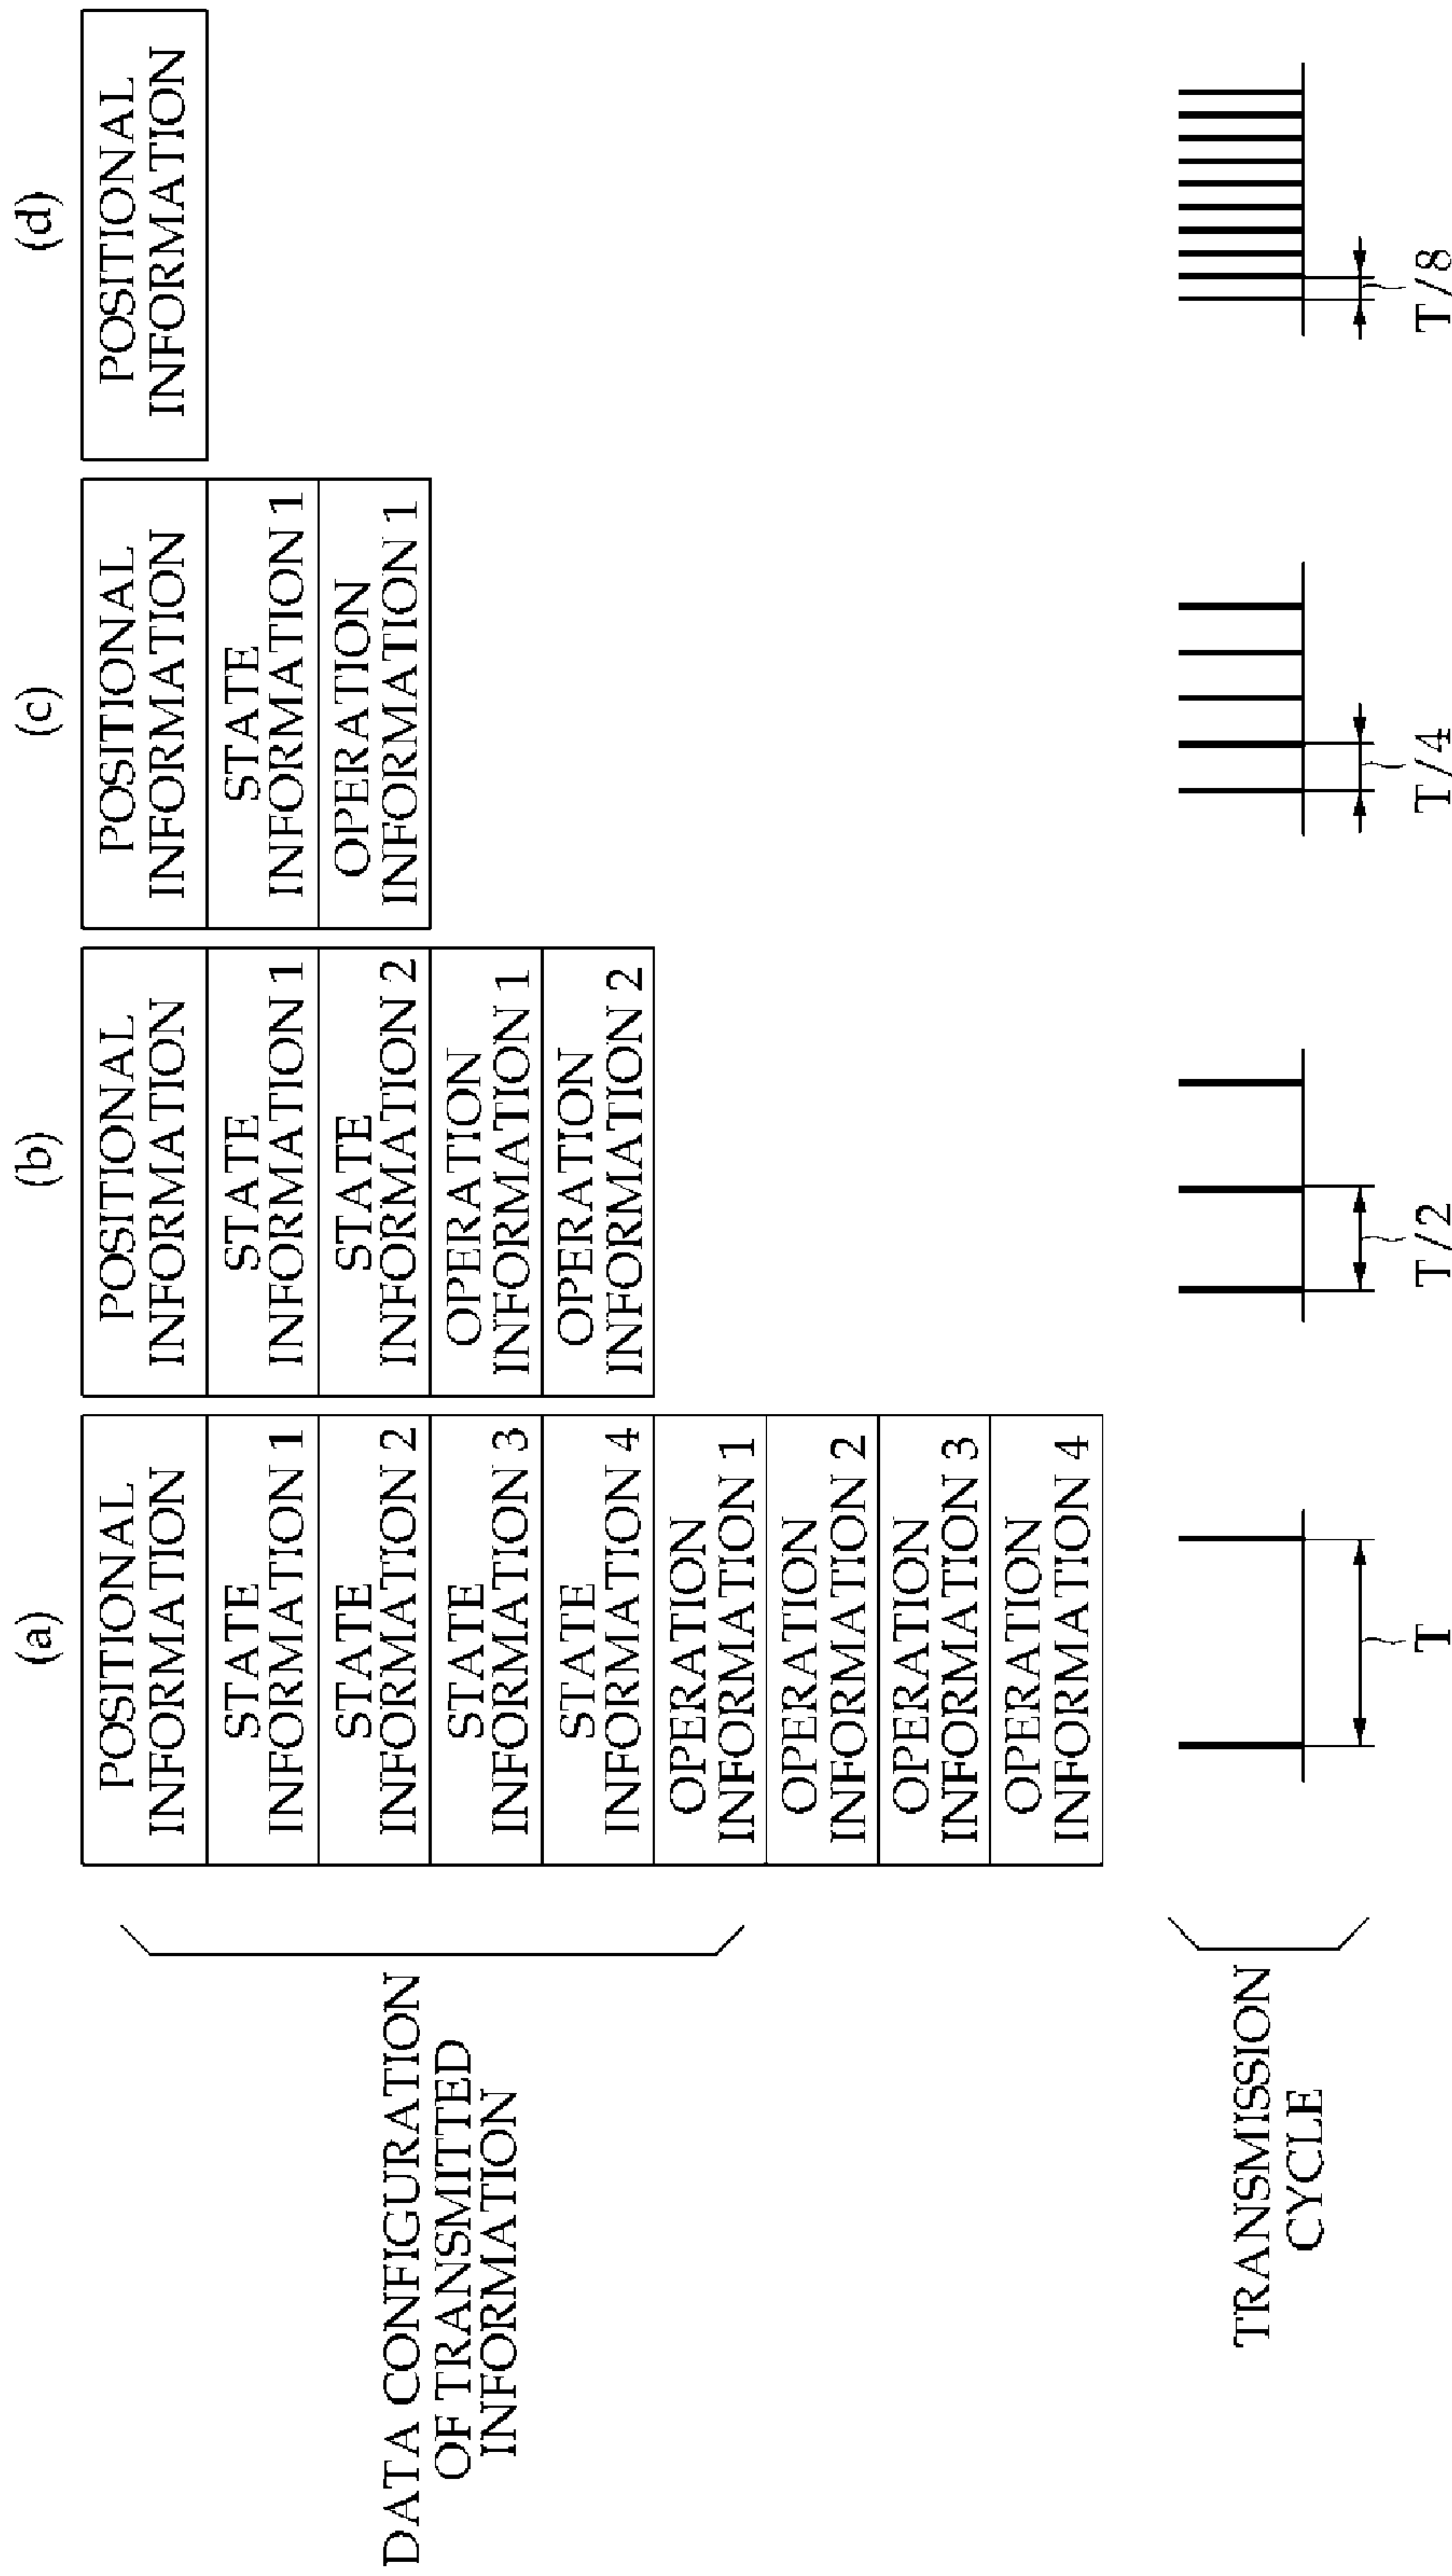 (a)
(b)
(c)
(d)
DATA CONFIGURATION
OF TRANSMITTED
INFORMATION
POSITIONAL
INFORMATION
STATE
INFORMATION 1
STATE
INFORMATION 2
STATE
INFORMATION 3
STATE
INFORMATION 4
OPERATION
INFORMATION 1
OPERATION
INFORMATION 2
OPERATION
INFORMATION 3
OPERATION
INFORMATION 4
POSITIONAL
INFORMATION
STATE
INFORMATION 1
STATE
INFORMATION 2
OPERATION
INFORMATION 1
OPERATION
INFORMATION 2
POSITIONAL
INFORMATION
STATE
INFORMATION 1
OPERATION
INFORMATION 1
POSITIONAL
INFORMATION
TRANSMISSION
CYCLE
T
T/2
T/4
T/8